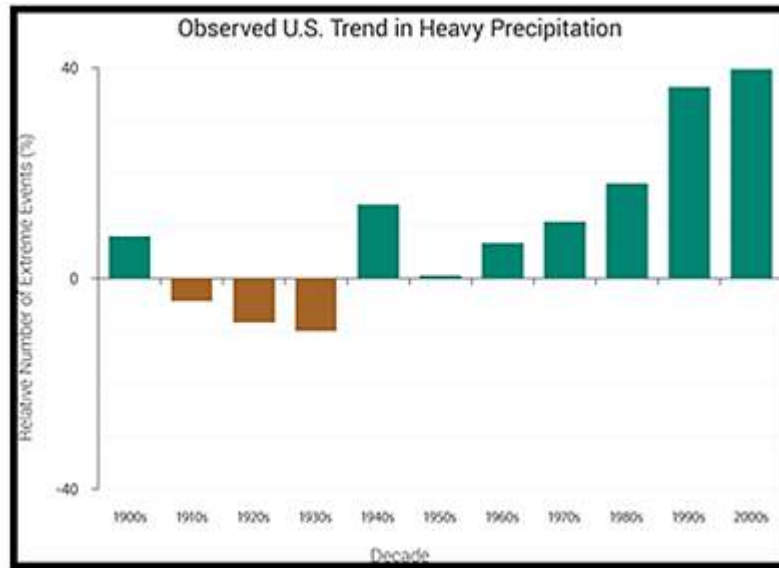 Observed U.S. Trend in Heavy Precipitation
Relative Number of Extreme Events (%)
40
0
-40
1900s 1910s 1920s 1930s 1940s 1950s 1960s 1970s 1980s 1990s 2000s
Decade